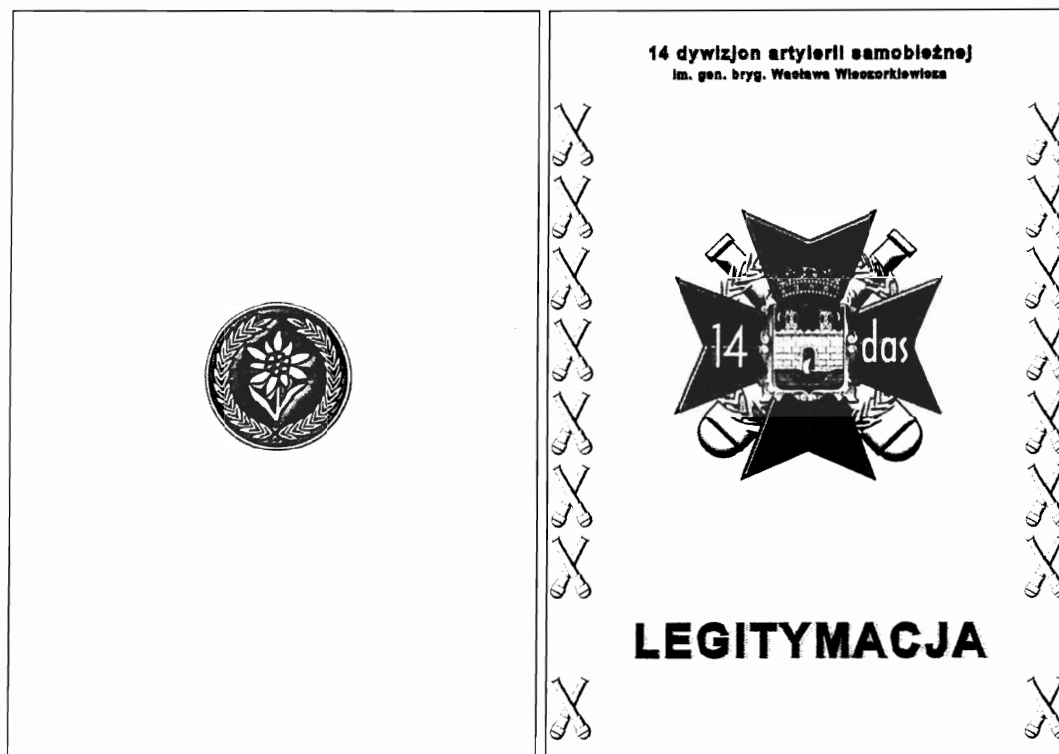 14 dywizjon artylerii samobieżnej
im. gen. bryg. Wacława Wieczorkiewicza
14 das
LEGITYMACJA